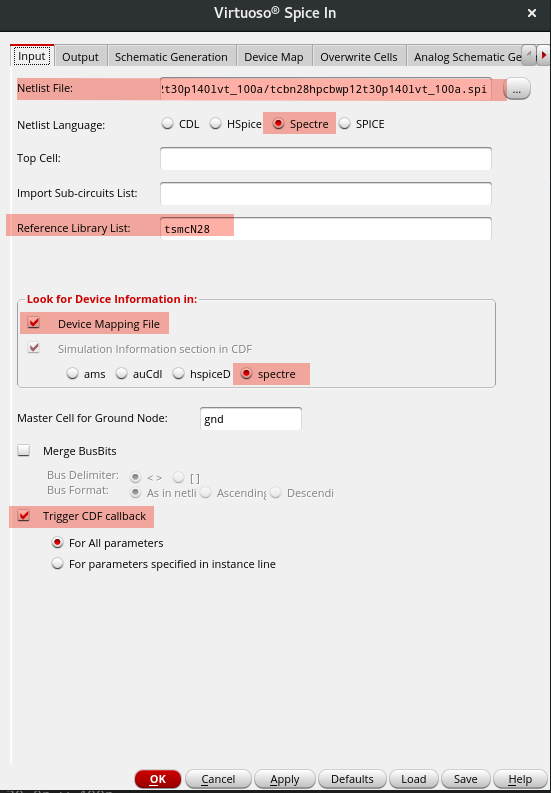 Virtuoso® Spice In ×
Input Output Schematic Generation Device Map Overwrite Cells Analog Schematic Ge
Netlist File: 2t30p140lvt_100a/tcbn28hpcbwp12t30p140lvt_100a.spi ...
Netlist Language: CDL HSpice Spectre SPICE
Top Cell:
Import Sub-circuits List:
Reference Library List: tsmcN28
Look for Device Information in:
Device Mapping File
Simulation Information section in CDF
ams auCdl hspiceD spectre
Master Cell for Ground Node: gnd
Merge BusBits
Bus Delimiter: < > [ ]
Bus Format: As in netli Ascending Descendi
Trigger CDF callback
For All parameters
For parameters specified in instance line
OK Cancel Apply Defaults Load Save Help